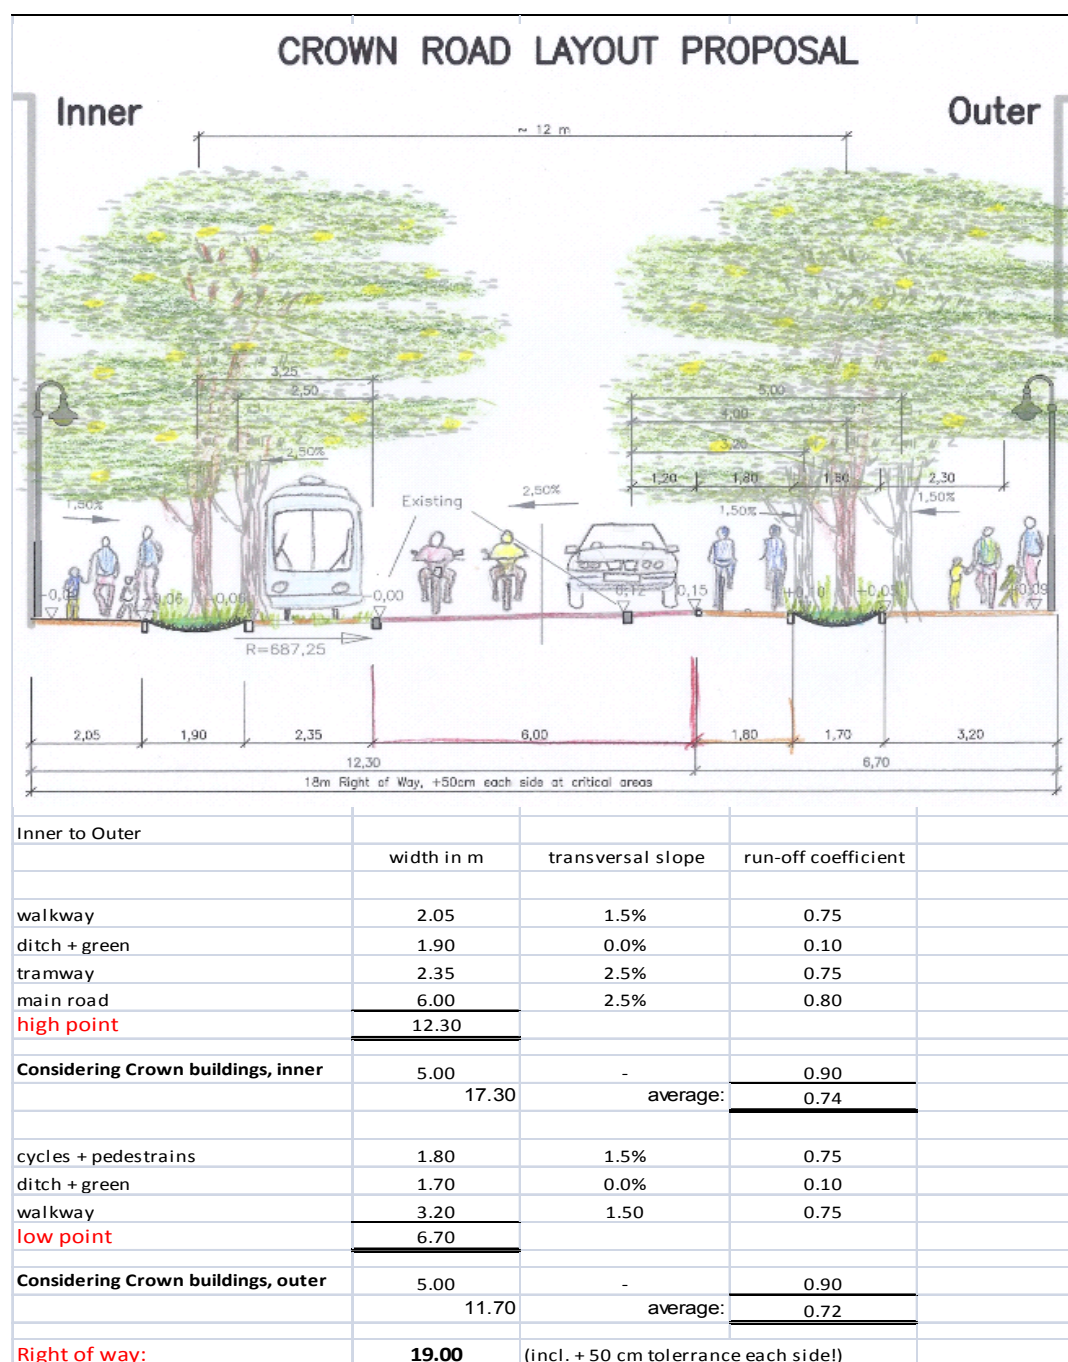 CROWN ROAD LAYOUT PROPOSAL
Inner
Outer
~ 12 m
3,25
2,50
5,00
4,00
3,20
2,50%
1,20
1,80
2,30
1,50%
Existing
2,50%
1,50%
1,50%
0,00
0,12
0,15
R=687,25
2,05
1,90
2,35
6,00
1,80
1,70
3,20
12,30
6,70
18m Right of Way, +50cm each side at critical areas
Inner to Outer
width in m transversal slope run-off coefficient
walkway 2.05 1.5% 0.75
ditch + green 1.90 0.0% 0.10
tramway 2.35 2.5% 0.75
main road 6.00 2.5% 0.80
high point 12.30
Considering Crown buildings, inner 5.00 - 0.90
17.30 average: 0.74
cycles + pedestrains 1.80 1.5% 0.75
ditch + green 1.70 0.0% 0.10
walkway 3.20 1.50 0.75
low point 6.70
Considering Crown buildings, outer 5.00 - 0.90
11.70 average: 0.72
Right of way: 19.00 (incl. + 50 cm tolerrance each side!)